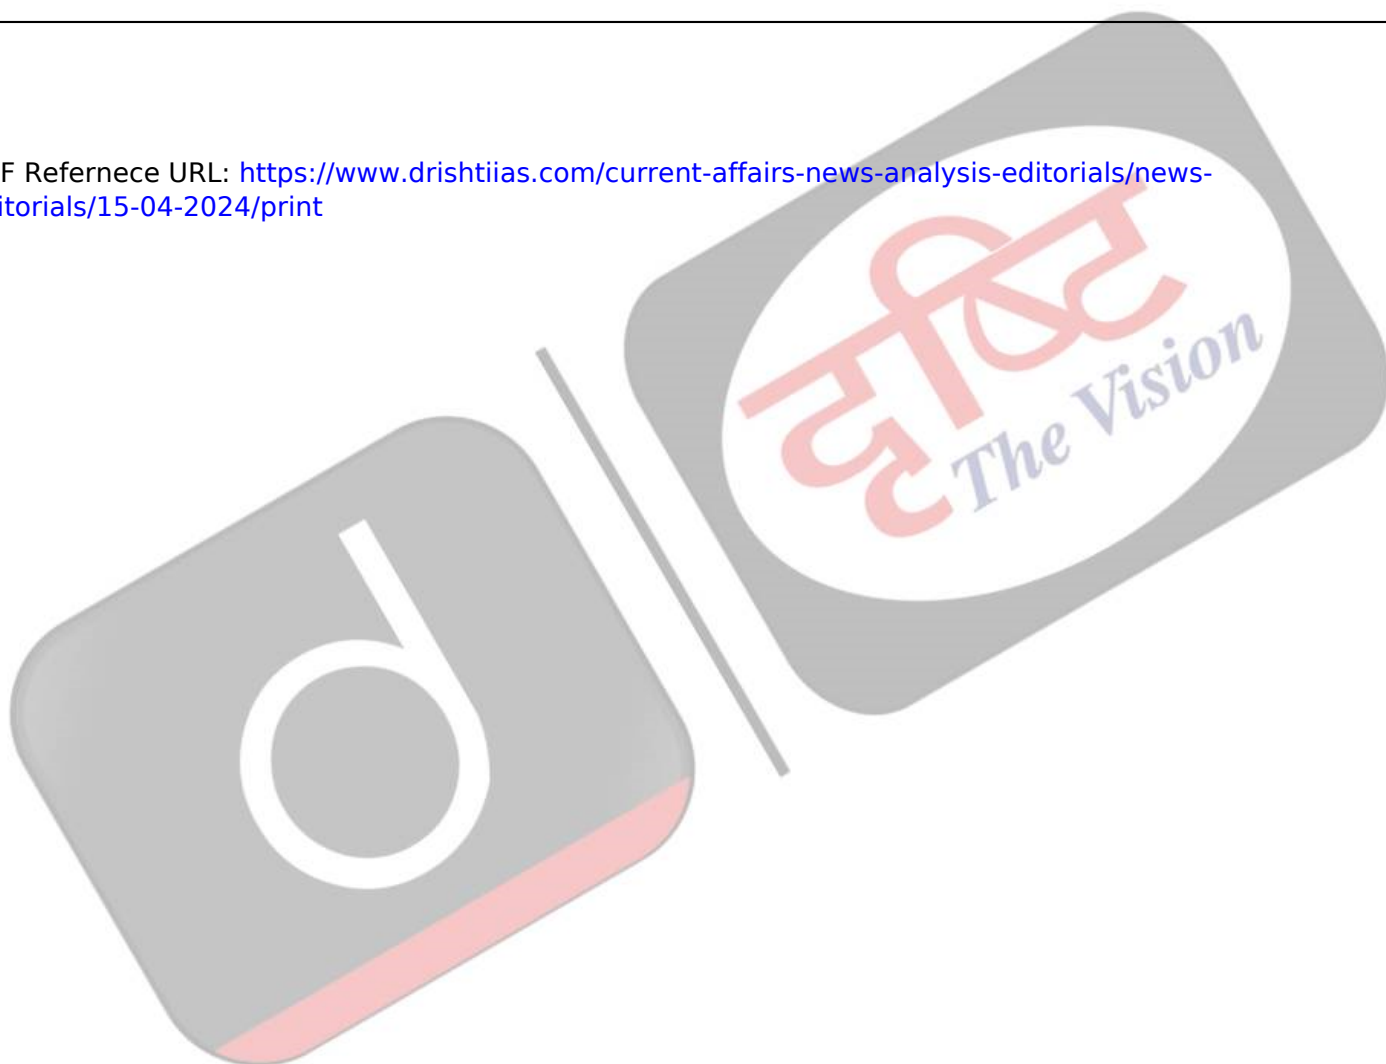 F Refernece URL: https://www.drishtiias.com/current-affairs-news-analysis-editorials/news-
itorials/15-04-2024/print
दृष्टि
The Vision
d